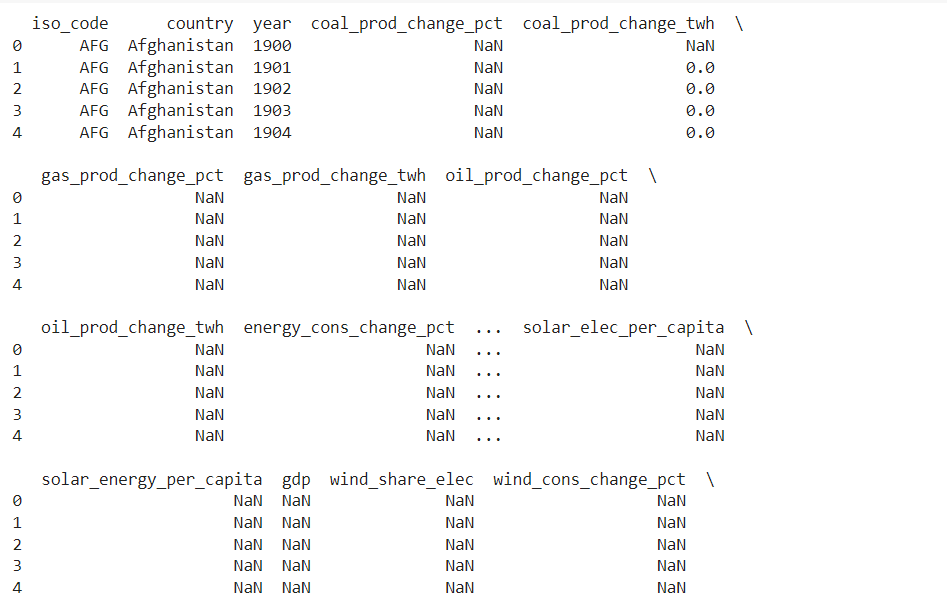 iso_code      country  year  coal_prod_change_pct  coal_prod_change_twh  \
0      AFG  Afghanistan  1900                   NaN                   NaN
1      AFG  Afghanistan  1901                   NaN                   0.0
2      AFG  Afghanistan  1902                   NaN                   0.0
3      AFG  Afghanistan  1903                   NaN                   0.0
4      AFG  Afghanistan  1904                   NaN                   0.0
   gas_prod_change_pct  gas_prod_change_twh  oil_prod_change_pct  \
0                  NaN                  NaN                  NaN
1                  NaN                  NaN                  NaN
2                  NaN                  NaN                  NaN
3                  NaN                  NaN                  NaN
4                  NaN                  NaN                  NaN
   oil_prod_change_twh  energy_cons_change_pct  ...  solar_elec_per_capita  \
0                  NaN                     NaN  ...                    NaN
1                  NaN                     NaN  ...                    NaN
2                  NaN                     NaN  ...                    NaN
3                  NaN                     NaN  ...                    NaN
4                  NaN                     NaN  ...                    NaN
   solar_energy_per_capita  gdp  wind_share_elec  wind_cons_change_pct  \
0                      NaN  NaN              NaN                   NaN
1                      NaN  NaN              NaN                   NaN
2                      NaN  NaN              NaN                   NaN
3                      NaN  NaN              NaN                   NaN
4                      NaN  NaN              NaN                   NaN